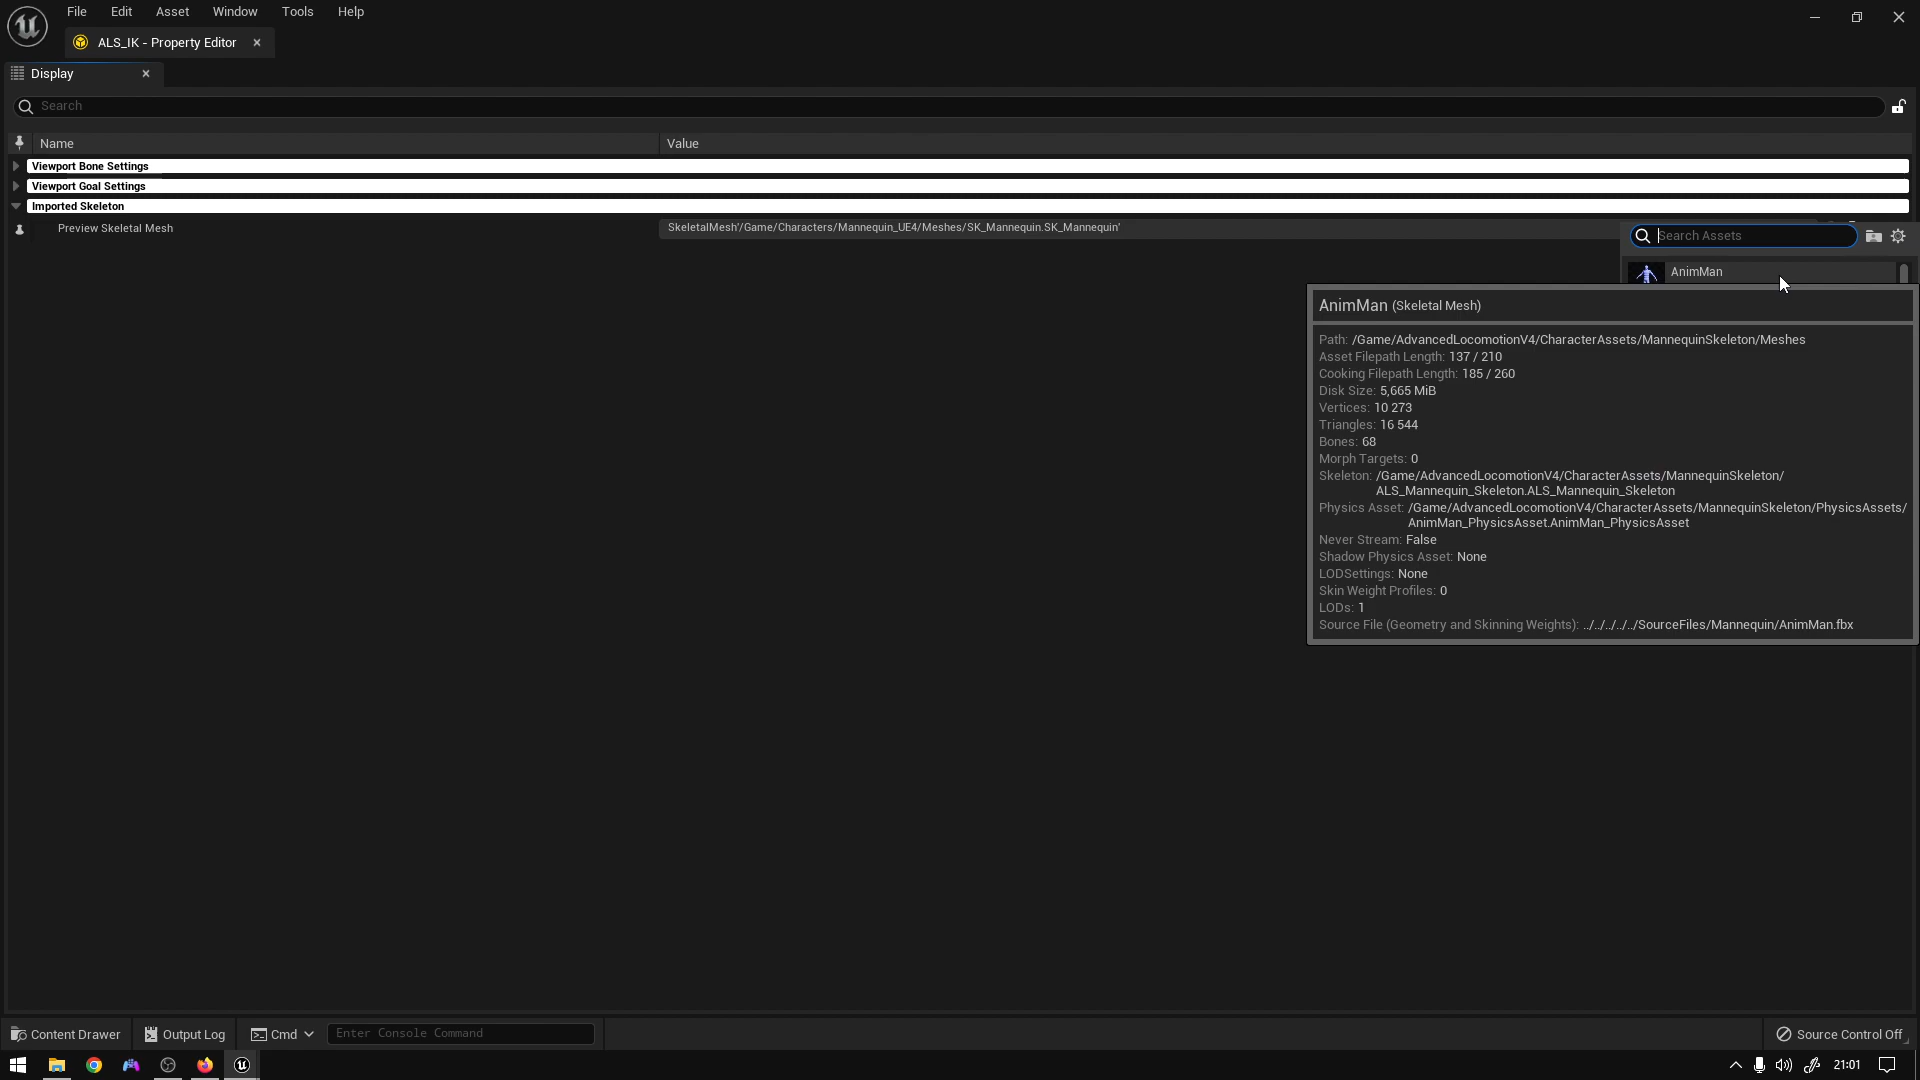 File Edit Asset Window Tools Help
ALS_IK - Property Editor
Display
Search
Name Value
Viewport Bone Settings
Viewport Goal Settings
Imported Skeleton
Preview Skeletal Mesh SkeletalMesh'/Game/Characters/Mannequin_UE4/Meshes/SK_Mannequin.SK_Mannequin'
Search Assets
AnimMan
AnimMan (Skeletal Mesh)
Path: /Game/AdvancedLocomotionV4/CharacterAssets/MannequinSkeleton/Meshes
Asset Filepath Length: 137 / 210
Cooking Filepath Length: 185 / 260
Disk Size: 5,665 MiB
Vertices: 10 273
Triangles: 16 544
Bones: 68
Morph Targets: 0
Skeleton: /Game/AdvancedLocomotionV4/CharacterAssets/MannequinSkeleton/
ALS_Mannequin_Skeleton.ALS_Mannequin_Skeleton
Physics Asset: /Game/AdvancedLocomotionV4/CharacterAssets/MannequinSkeleton/PhysicsAssets/
AnimMan_PhysicsAsset.AnimMan_PhysicsAsset
Never Stream: False
Shadow Physics Asset: None
LODSettings: None
Skin Weight Profiles: 0
LODs: 1
Source File (Geometry and Skinning Weights): ../../../../../SourceFiles/Mannequin/AnimMan.fbx
Content Drawer Output Log Cmd Enter Console Command Source Control Off
21:01